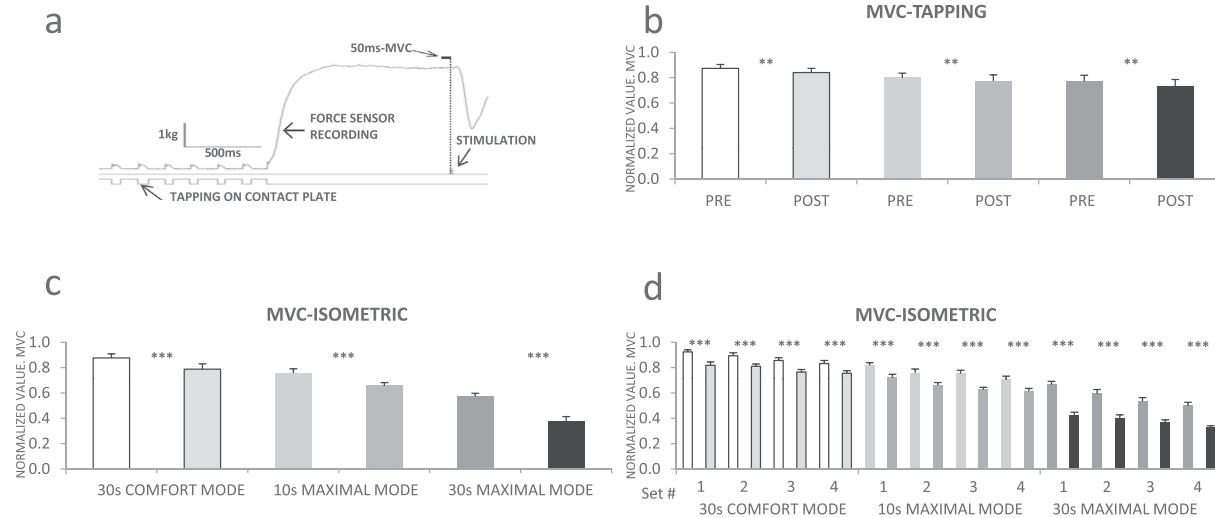 a
50ms-MVC
FORCE SENSOR
RECORDING
1kg
500ms
STIMULATION
TAPPING ON CONTACT PLATE
b
MVC-TAPPING
NORMALIZED VALUE. MVC
1.0
0.8
0.6
0.4
0.2
0.0
** ** **
PRE POST PRE POST PRE POST
c
MVC-ISOMETRIC
NORMALIZED VALUE. MVC
1.0
0.8
0.6
0.4
0.2
0.0
*** *** ***
30s COMFORT MODE 10s MAXIMAL MODE 30s MAXIMAL MODE
d
MVC-ISOMETRIC
NORMALIZED VALUE. MVC
1.0
0.8
0.6
0.4
0.2
0.0
*** *** *** *** *** *** *** *** *** *** *** ***
Set # 1 2 3 4 1 2 3 4 1 2 3 4
30s COMFORT MODE 10s MAXIMAL MODE 30s MAXIMAL MODE